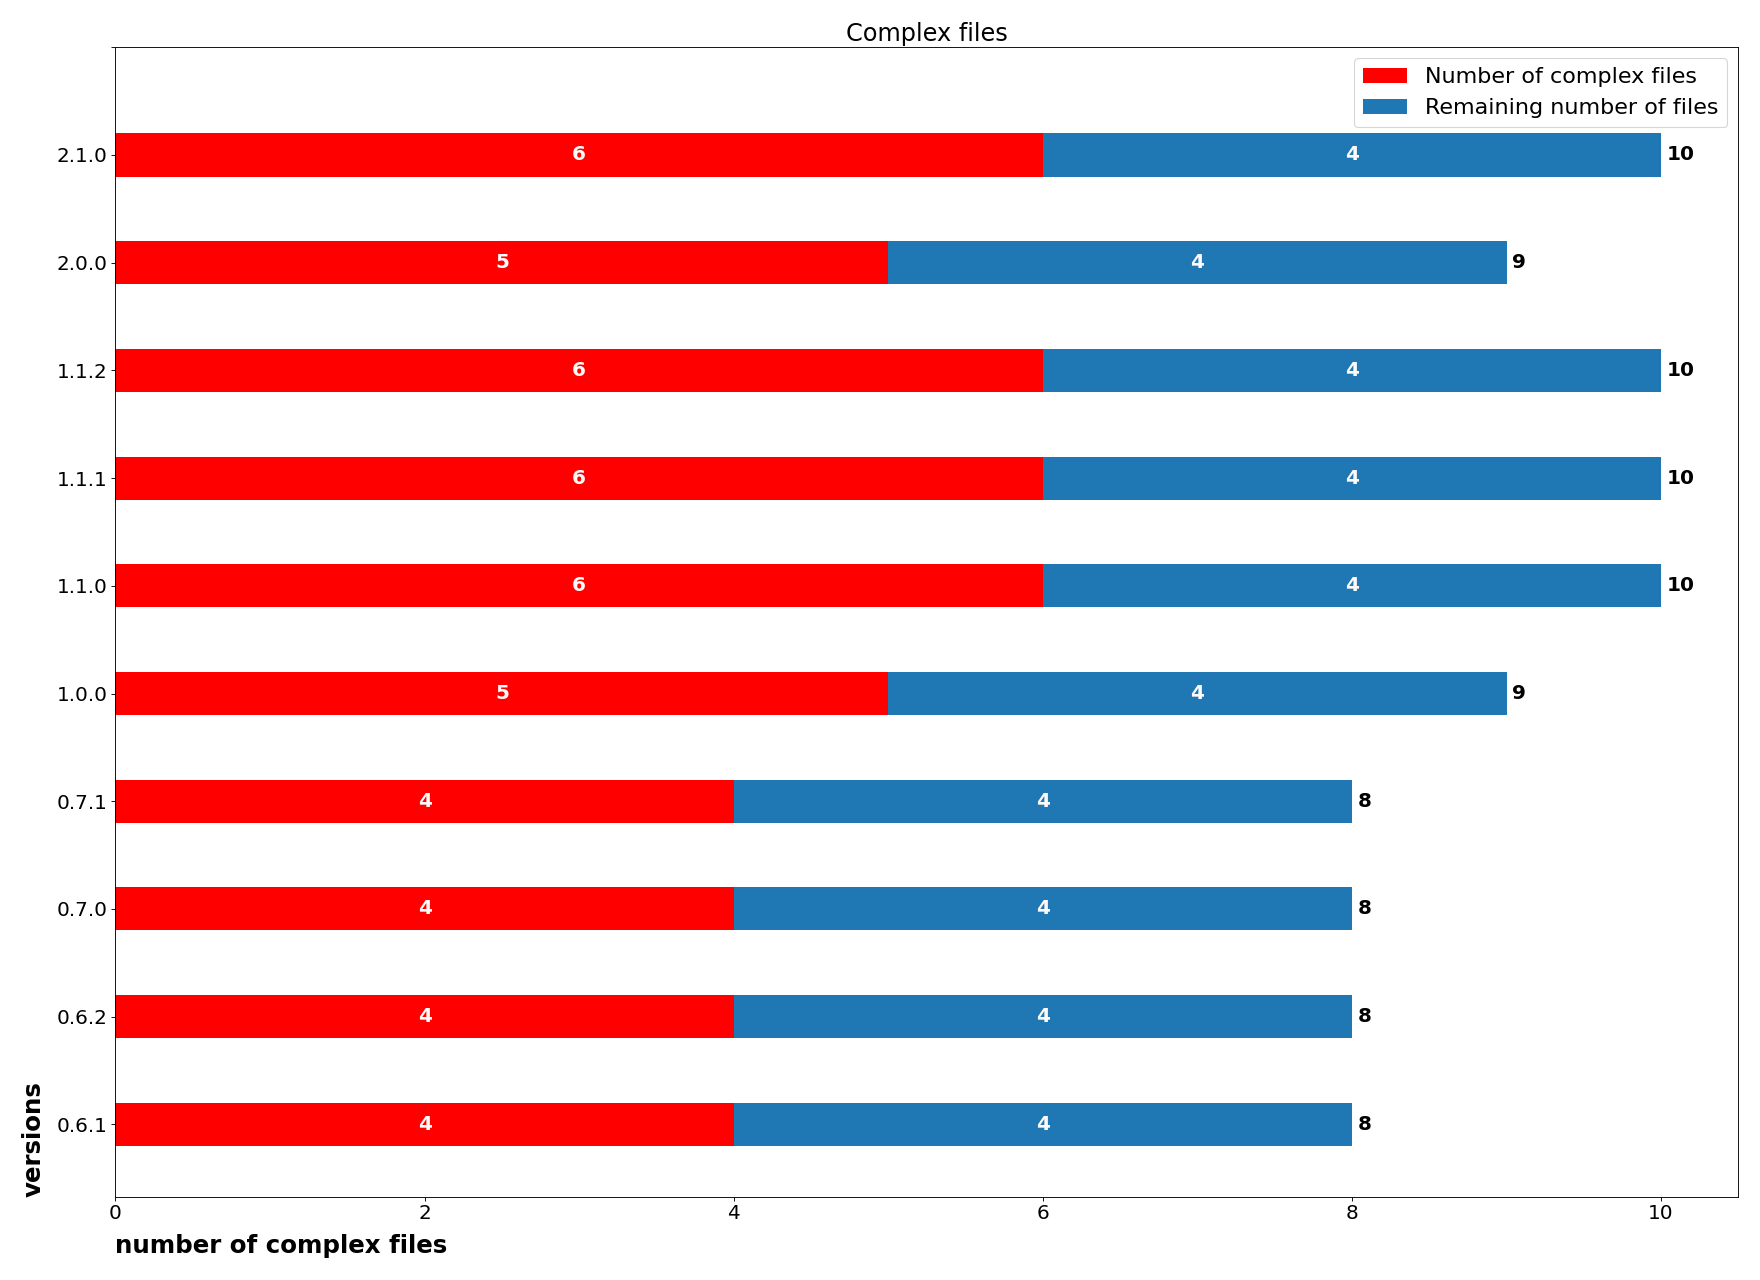 Complex files
Number of complex files
Remaining number of files
2.1.0 6 4 10
2.0.0 5 4 9
1.1.2 6 4 10
1.1.1 6 4 10
1.1.0 6 4 10
1.0.0 5 4 9
0.7.1 4 4 8
0.7.0 4 4 8
0.6.2 4 4 8
0.6.1 4 4 8
versions
0 2 4 6 8 10
number of complex files